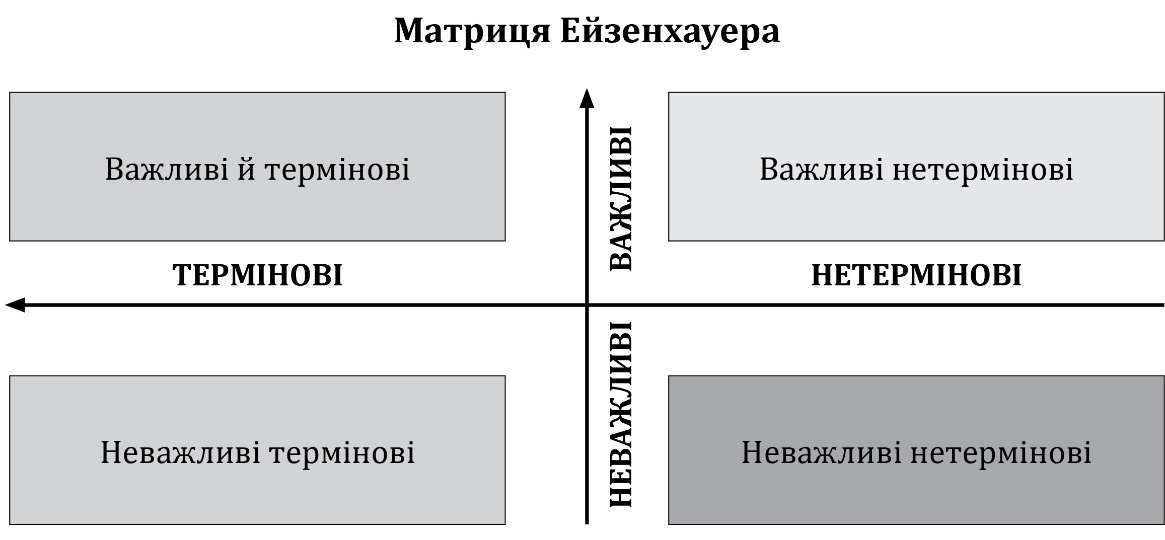 Матриця Ейзенхауера
Важливі й термінові
ВАЖЛИВІ
Важливі нетермінові
ТЕРМІНОВІ
НЕТЕРМІНОВІ
Неважливі термінові
НЕВАЖЛИВІ
Неважливі нетермінові